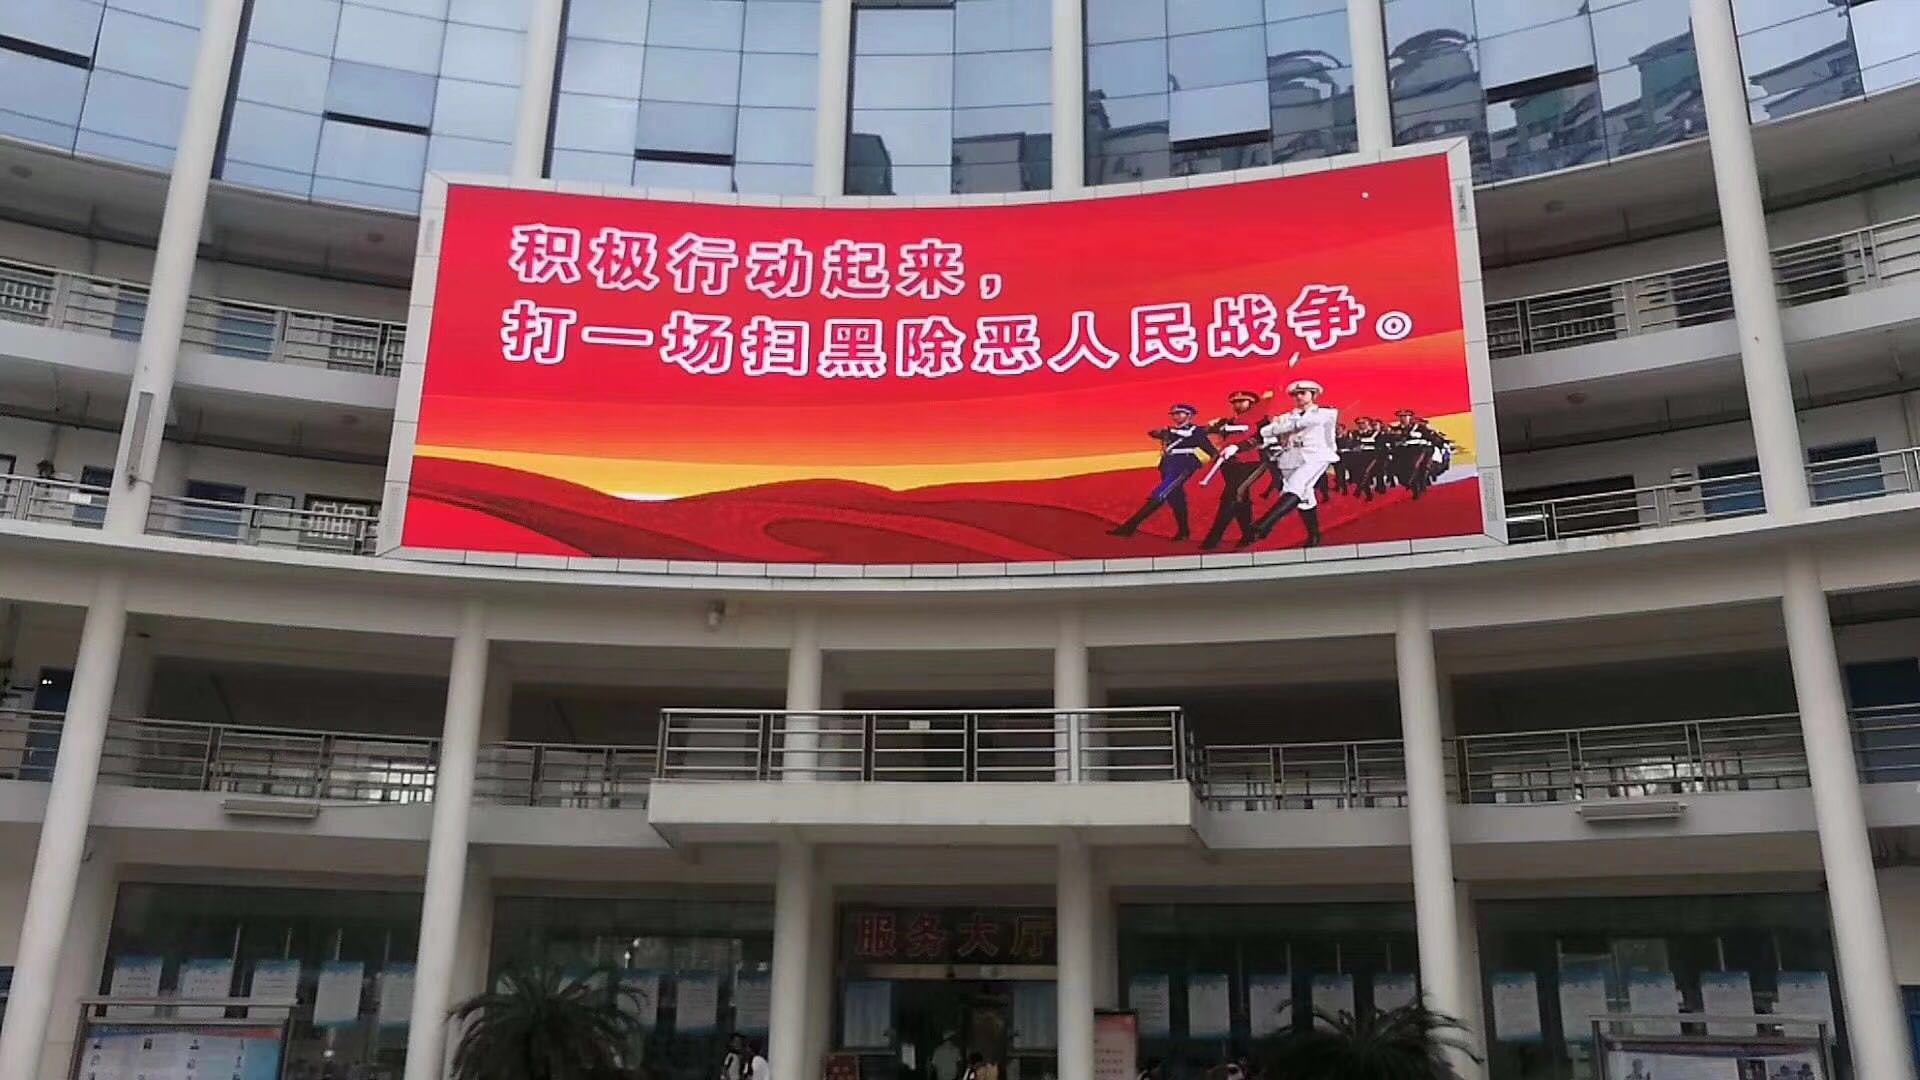 积极行动起来，
打一场扫黑除恶人民战争。
服务大厅